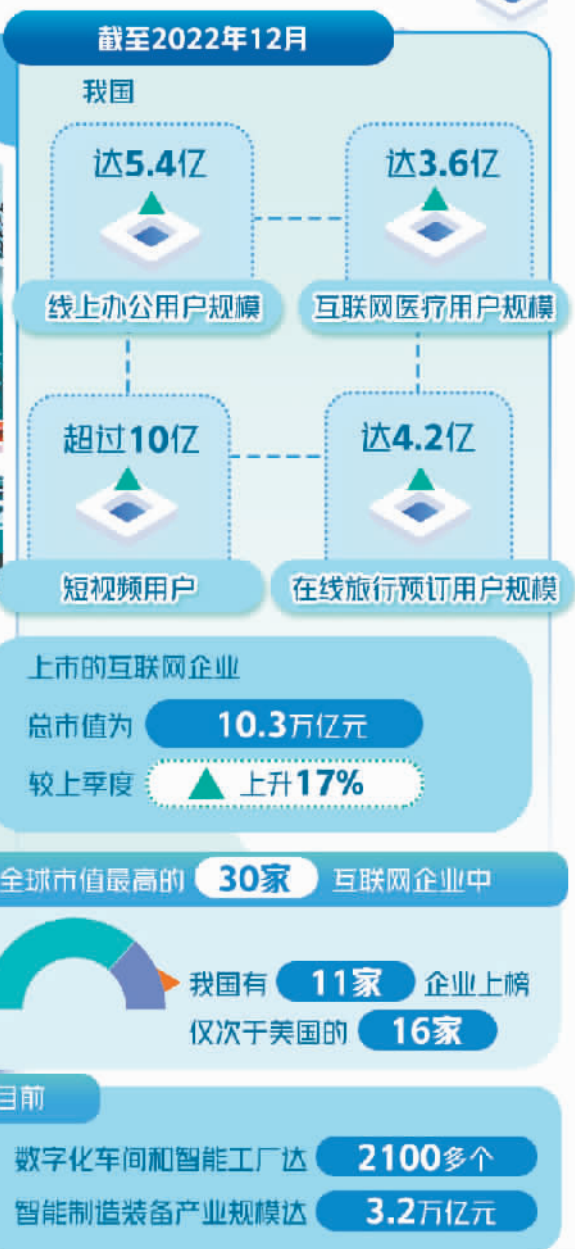 截至2022年12月
我国
达5.4亿
线上办公用户规模
达3.6亿
互联网医疗用户规模
超过10亿
短视频用户
达4.2亿
在线旅行预订用户规模
上市的互联网企业
总市值为 10.3万亿元
较上季度 上升17%
全球市值最高的 30家 互联网企业中
我国有 11家 企业上榜
仅次于美国的 16家
目前
数字化车间和智能工厂达 2100多个
智能制造装备产业规模达 3.2万亿元